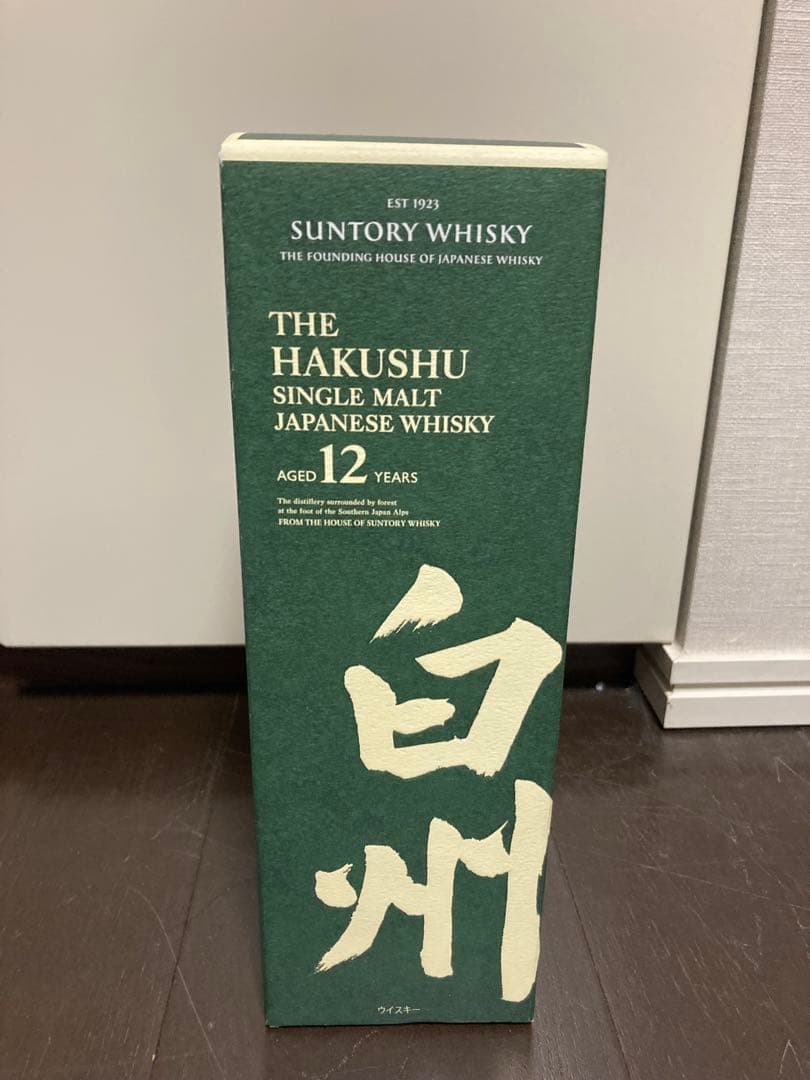 EST 1923
SUNTORY WHISKY
THE FOUNDING HOUSE OF JAPANESE WHISKY
THE
HAKUSHU
SINGLE MALT
JAPANESE WHISKY
AGED 12 YEARS
The distillery surrounded by forest
at the foot of the Southern Japan Alps
FROM THE HOUSE OF SUNTORY WHISKY
白
州
ウイスキー